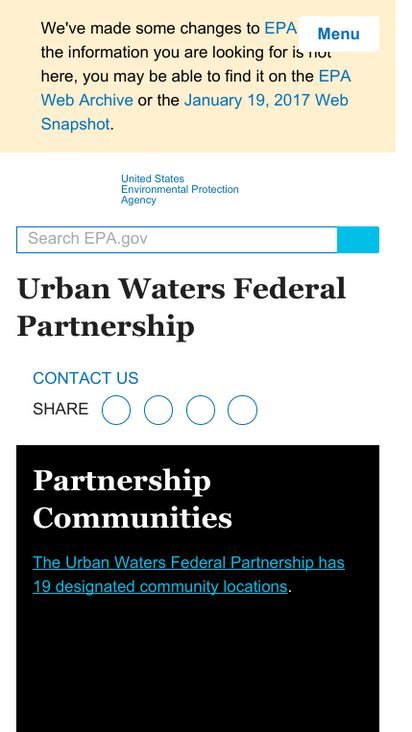 We've made some changes to EPA
Menu
the information you are looking for is not
here, you may be able to find it on the EPA
Web Archive or the January 19, 2017 Web
Snapshot.
United States
Environmental Protection
Agency
Search EPA.gov
Urban Waters Federal
Partnership
CONTACT US
SHARE
Partnership
Communities
The Urban Waters Federal Partnership has
19 designated community locations.